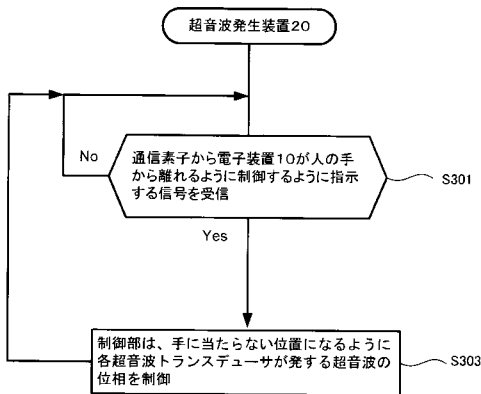 超音波発生装置20
No
通信素子から電子装置10が人の手
から離れるように制御するように指示
する信号を受信
S301
Yes
制御部は、手に当たらない位置になるように
各超音波トランスデューサが発する超音波の
位相を制御
S303